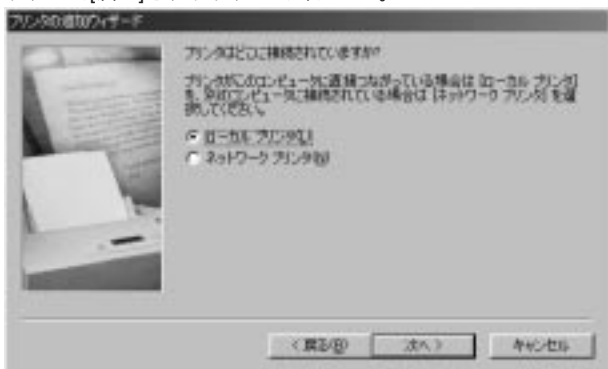 プリンタの追加ウィザード
プリンタはどこに接続されていますか?
プリンタがこのコンピュータに直接つながっている場合は [ローカル プリンタ]
を、別のコンピュータに接続されている場合は [ネットワーク プリンタ] を選
択してください。
ローカル プリンタ(L)
ネットワーク プリンタ(N)
< 戻る(B)
次へ >
キャンセル